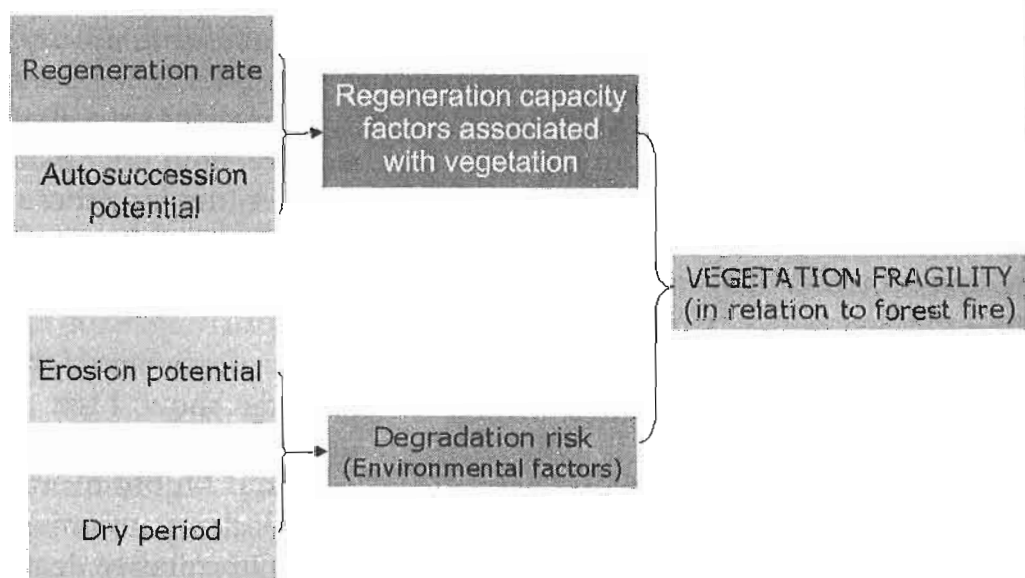 Regeneration rate
Autosuccession
potential
Regeneration capacity
factors associated
with vegetation
VEGETATION FRAGILITY
(in relation to forest fire)
Erosion potential
Degradation risk
(Environmental factors)
Dry period